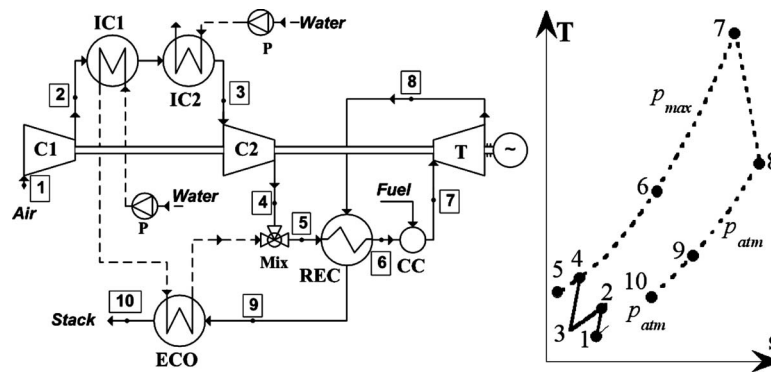 IC1
P
Water
T
7
2
IC2
3
8
p max
C1
C2
T
~
6
8
1
Air
Water
P
4
Fuel
7
5
4
9
p atm
5
Mix
REC
6
CC
10
2
Stack
10
9
3
1
p atm
ECO
s